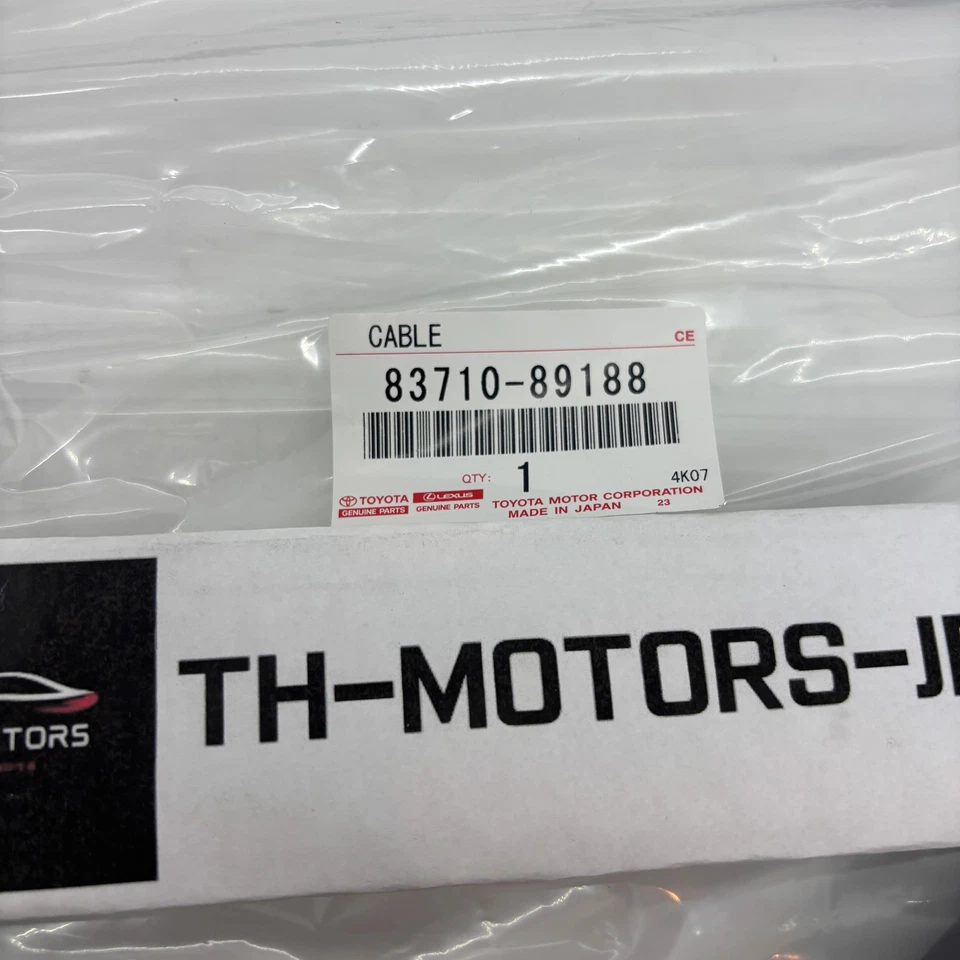 CABLE
CE
83710-89188
QTY: 1
4K07
TOYOTA LEXUS TOYOTA MOTOR CORPORATION
GENUINE PARTS GENUINE PARTS MADE IN JAPAN 23
TH-MOTORS-J
TORS